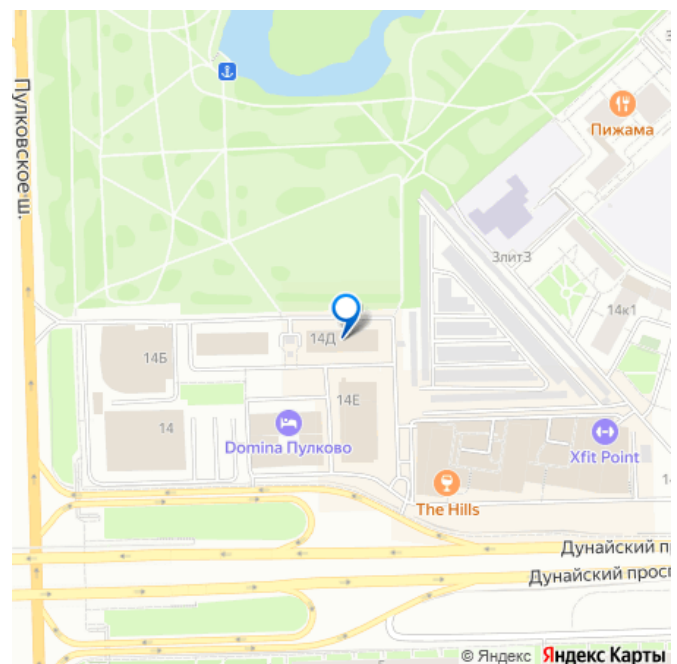 Пулковское ш.
Пижама
3литЗ
14к1
14Д
14Б
14Е
14
Domina Пулково
Xfit Point
The Hills
Дунайский п
Дунайский просп
© Яндекс Яндекс Карты